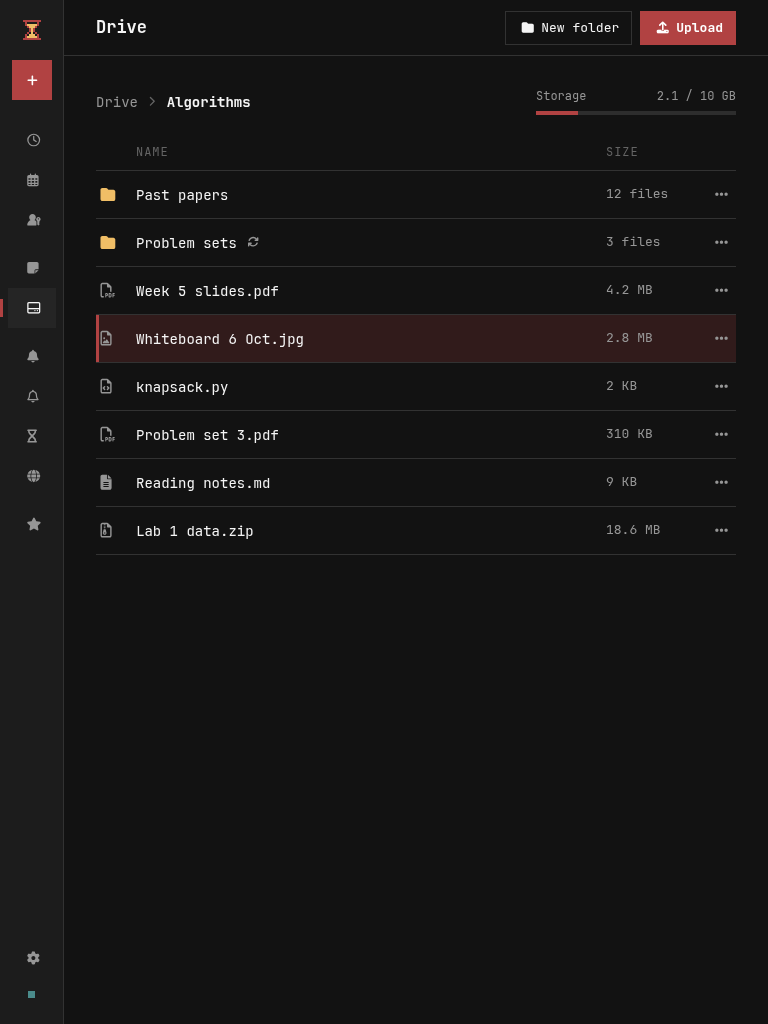 Drive
New folder
Upload
Drive > Algorithms
Storage 2.1 / 10 GB
NAME SIZE
Past papers 12 files
Problem sets 3 files
Week 5 slides.pdf 4.2 MB
Whiteboard 6 Oct.jpg 2.8 MB
knapsack.py 2 KB
Problem set 3.pdf 310 KB
Reading notes.md 9 KB
Lab 1 data.zip 18.6 MB